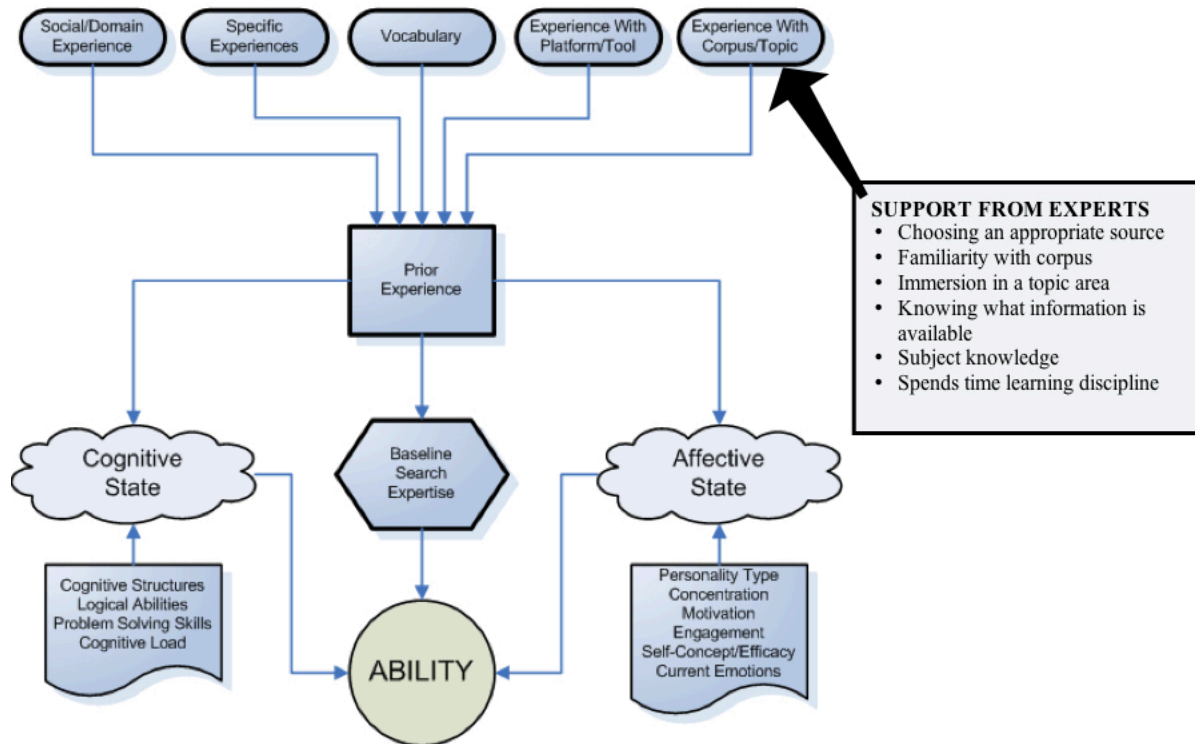 Social/Domain
Experience
Specific
Experiences
Vocabulary
Experience With
Platform/Tool
Experience With
Corpus/Topic
SUPPORT FROM EXPERTS
• Choosing an appropriate source
• Familiarity with corpus
• Immersion in a topic area
• Knowing what information is
available
• Subject knowledge
• Spends time learning discipline
Prior
Experience
Cognitive
State
Baseline
Search
Expertise
Affective
State
Cognitive Structures
Logical Abilities
Problem Solving Skills
Cognitive Load
ABILITY
Personality Type
Concentration
Motivation
Engagement
Self-Concept/Efficacy
Current Emotions